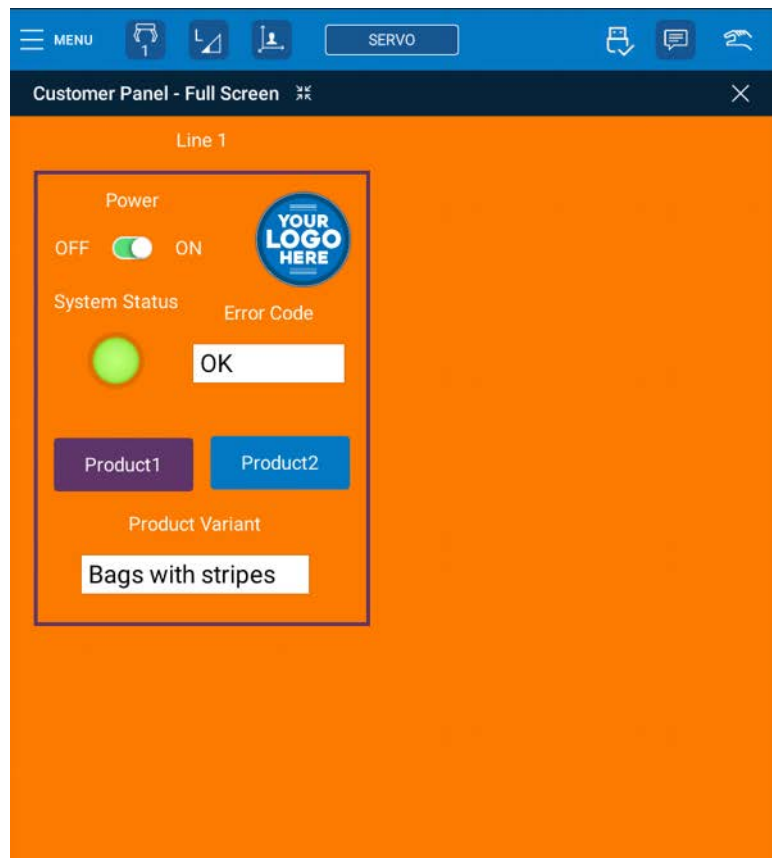 MENU
1
L
SERVO
Customer Panel - Full Screen
Line 1
Power
OFF
ON
YOUR
LOGO
HERE
System Status
Error Code
OK
Product1
Product2
Product Variant
Bags with stripes